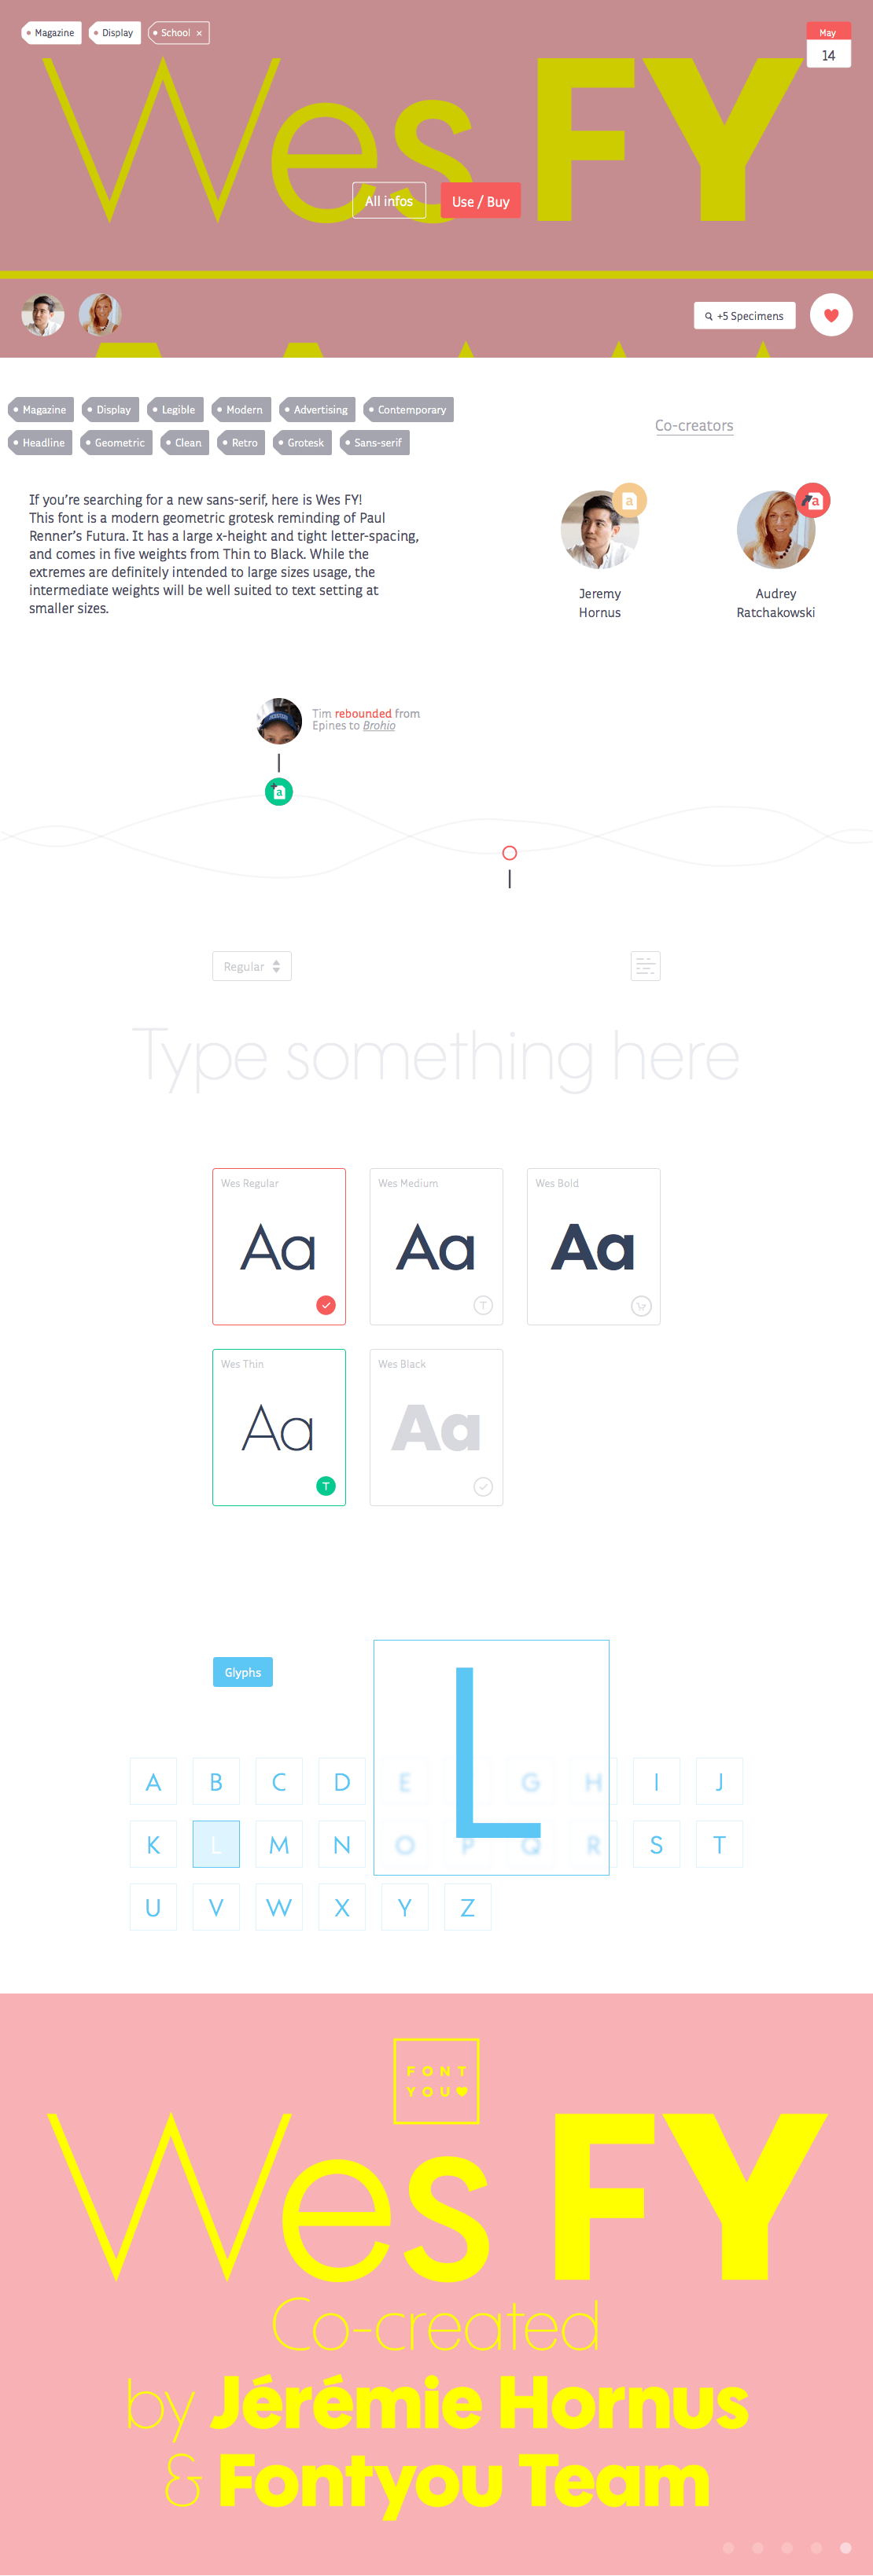 Magazine Display School ×
May
14
Wes FY
All infos Use / Buy
+5 Specimens
Magazine Display Legible Modern Advertising Contemporary
Headline Geometric Clean Retro Grotesk Sans-serif
Co-creators
If you're searching for a new sans-serif, here is Wes FY!
This font is a modern geometric grotesk reminding of Paul
Renner's Futura. It has a large x-height and tight letter-spacing,
and comes in five weights from Thin to Black. While the
extremes are definitely intended to large sizes usage, the
intermediate weights will be well suited to text setting at
smaller sizes.
a
a
Jeremy
Hornus
Audrey
Ratchakowski
Tim rebounded from
Epines to Brohio
a
Regular
Type something here
Wes Regular
Aa
Wes Medium
Aa
T
Wes Bold
Aa
Wes Thin
Aa
T
Wes Black
Aa
Glyphs
L
A B C D E G H I J
K L M N O P Q R S T
U V W X Y Z
FONT
YOU
Wes FY
Co-created
by Jérémie Hornus
& Fontyou Team